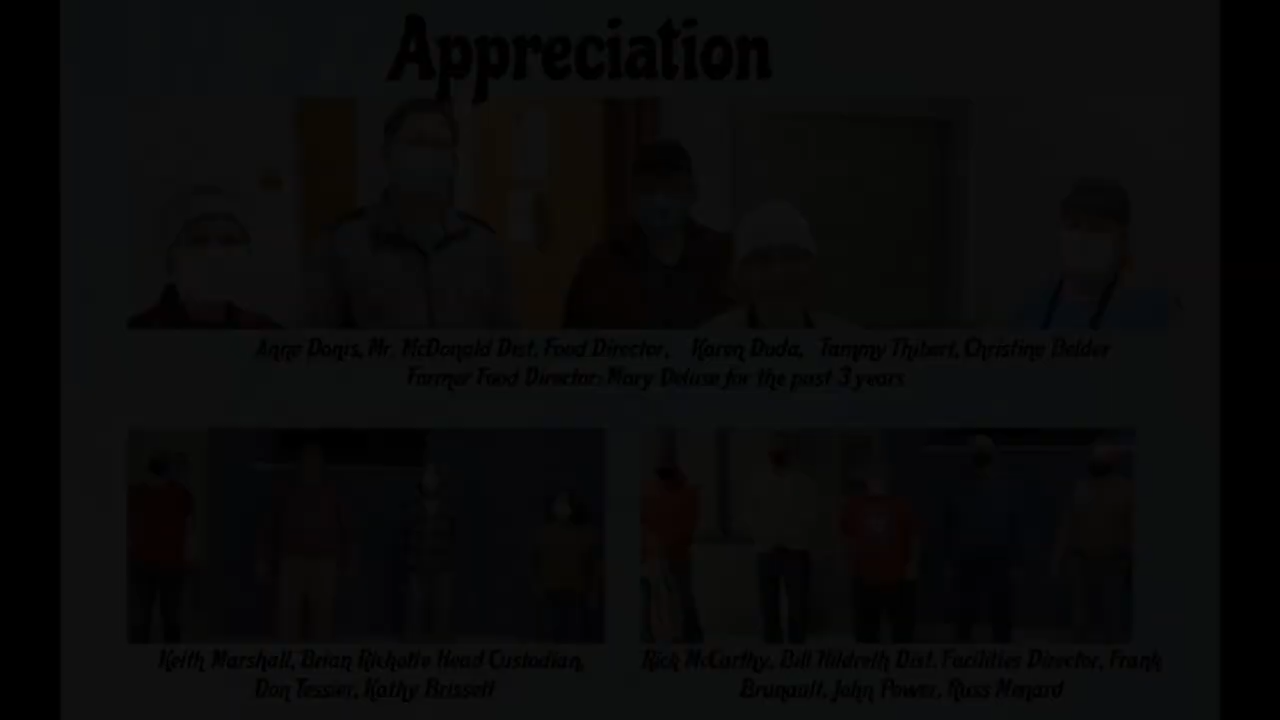 Appreciation
Anne Donis, Mr. McDonald Dist. Food Director, Karen Duda, Tammy Thibert, Christine Belder
Former Food Director: Mary Deluse for the past 3 years
Keith Marshall, Brian Richotte Head Custodian,
Don Tessier, Kathy Brissett
Rich McCarthy, Bill Hildreth Dist. Facilities Director, Frank
Brunault, John Power, Russ Menard